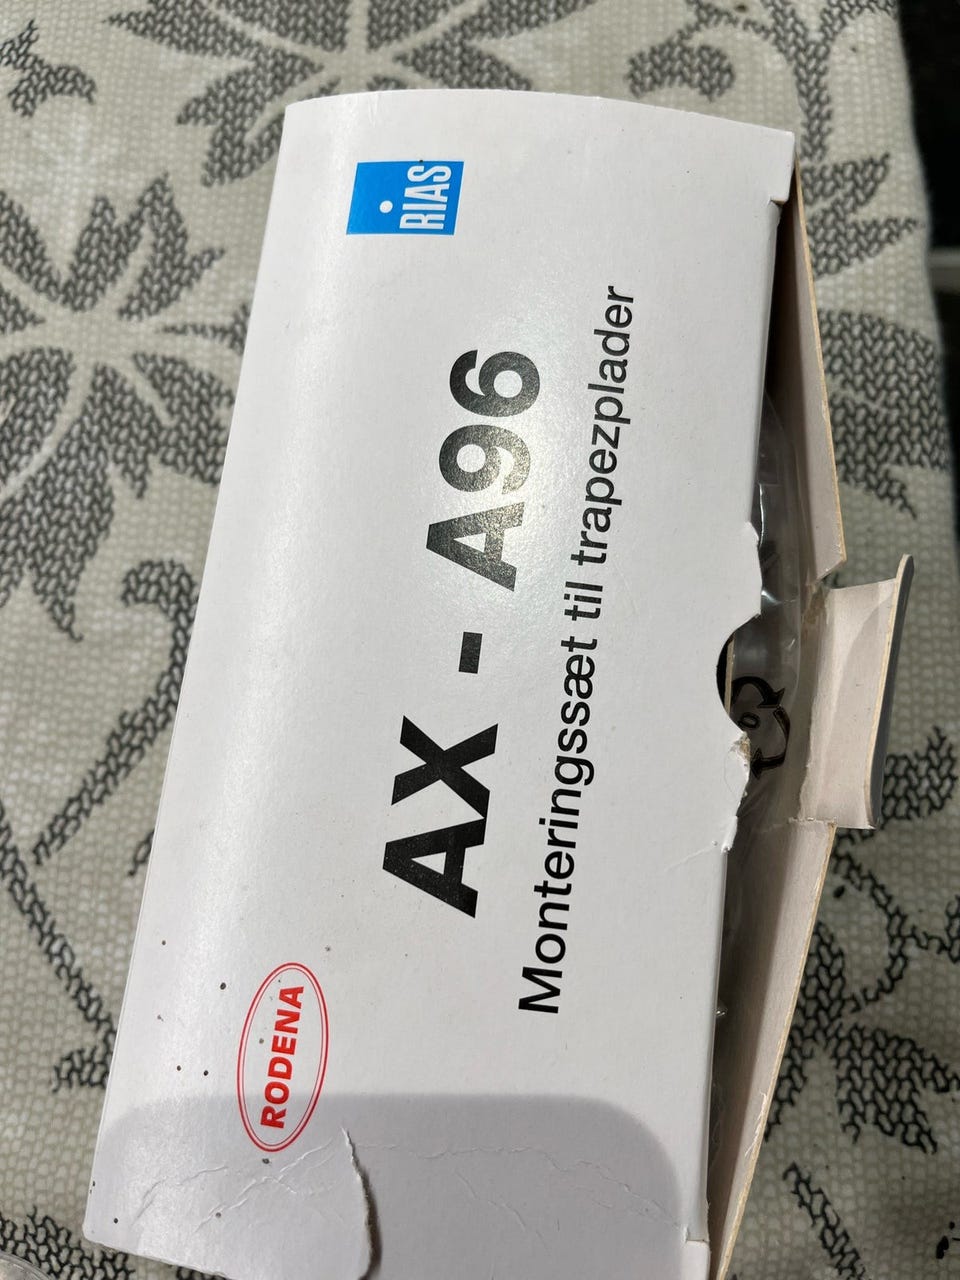 RODENA
RIAS
AX - A96
Monteringssæt til trapezplader